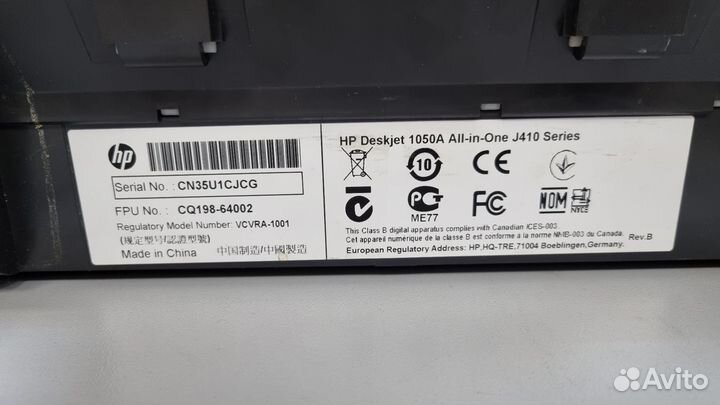 hp
Serial No.: CN35U1CJCG
FPU No.: CQ198-64002
Regulatory Model Number: VCVRA-1001
(规定型号/認證型號)
Made in China 中国制造/中國製造
HP Deskjet 1050A All-in-One J410 Series
10
CE
ME77
FC
NOM
NYCE
This Class B digital apparatus complies with Canadian ICES-003.
Cet appareil numérique de la classe B est conforme a la norme NMB-003 du Canada.
Rev.B
European Regulatory Address: HP,HQ-TRE,71004 Boeblingen,Germany.
Avito